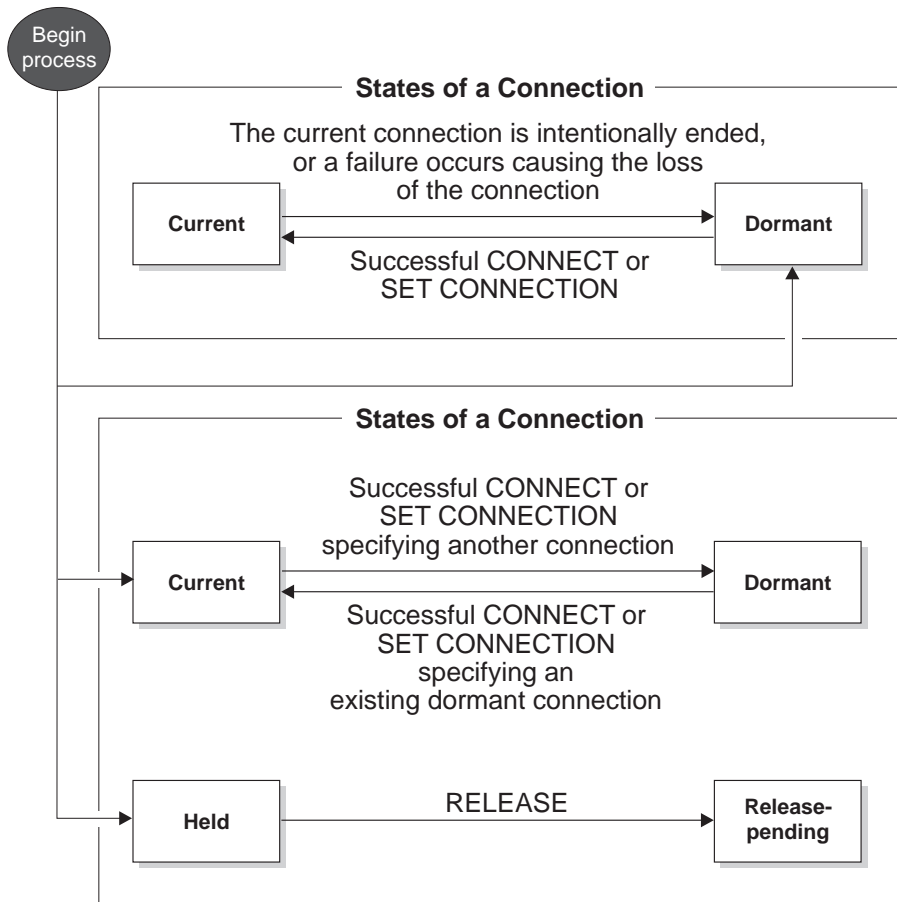 Begin
process
States of a Connection
The current connection is intentionally ended,
or a failure occurs causing the loss
of the connection
Current
Dormant
Successful CONNECT or
SET CONNECTION
States of a Connection
Successful CONNECT or
SET CONNECTION
specifying another connection
Current
Dormant
Successful CONNECT or
SET CONNECTION
specifying an
existing dormant connection
Held
RELEASE
Release-
pending